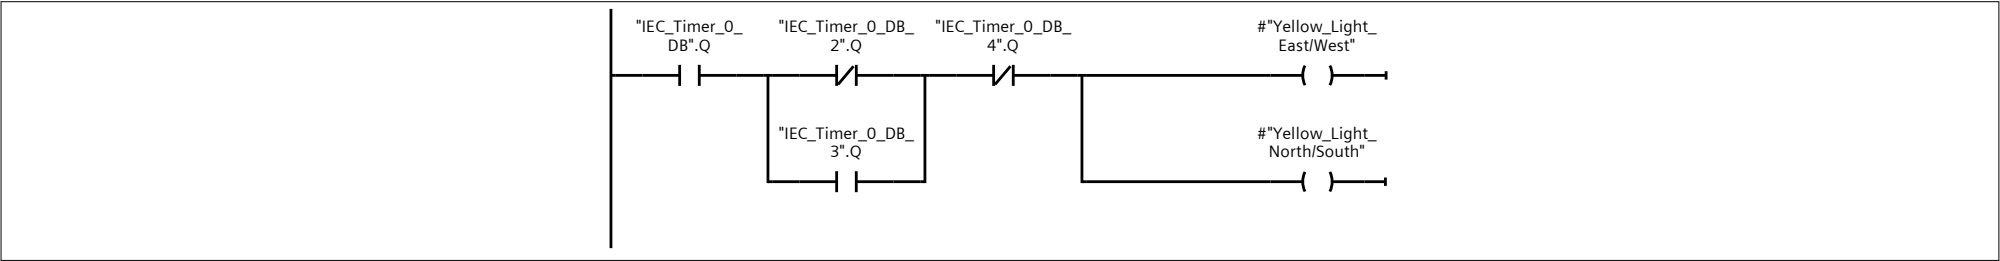 "IEC_Timer_0_
DB".Q
"IEC_Timer_0_DB_
2".Q
"IEC_Timer_0_DB_
4".Q
#"Yellow_Light_
East/West"
"IEC_Timer_0_DB_
3".Q
#"Yellow_Light_
North/South"